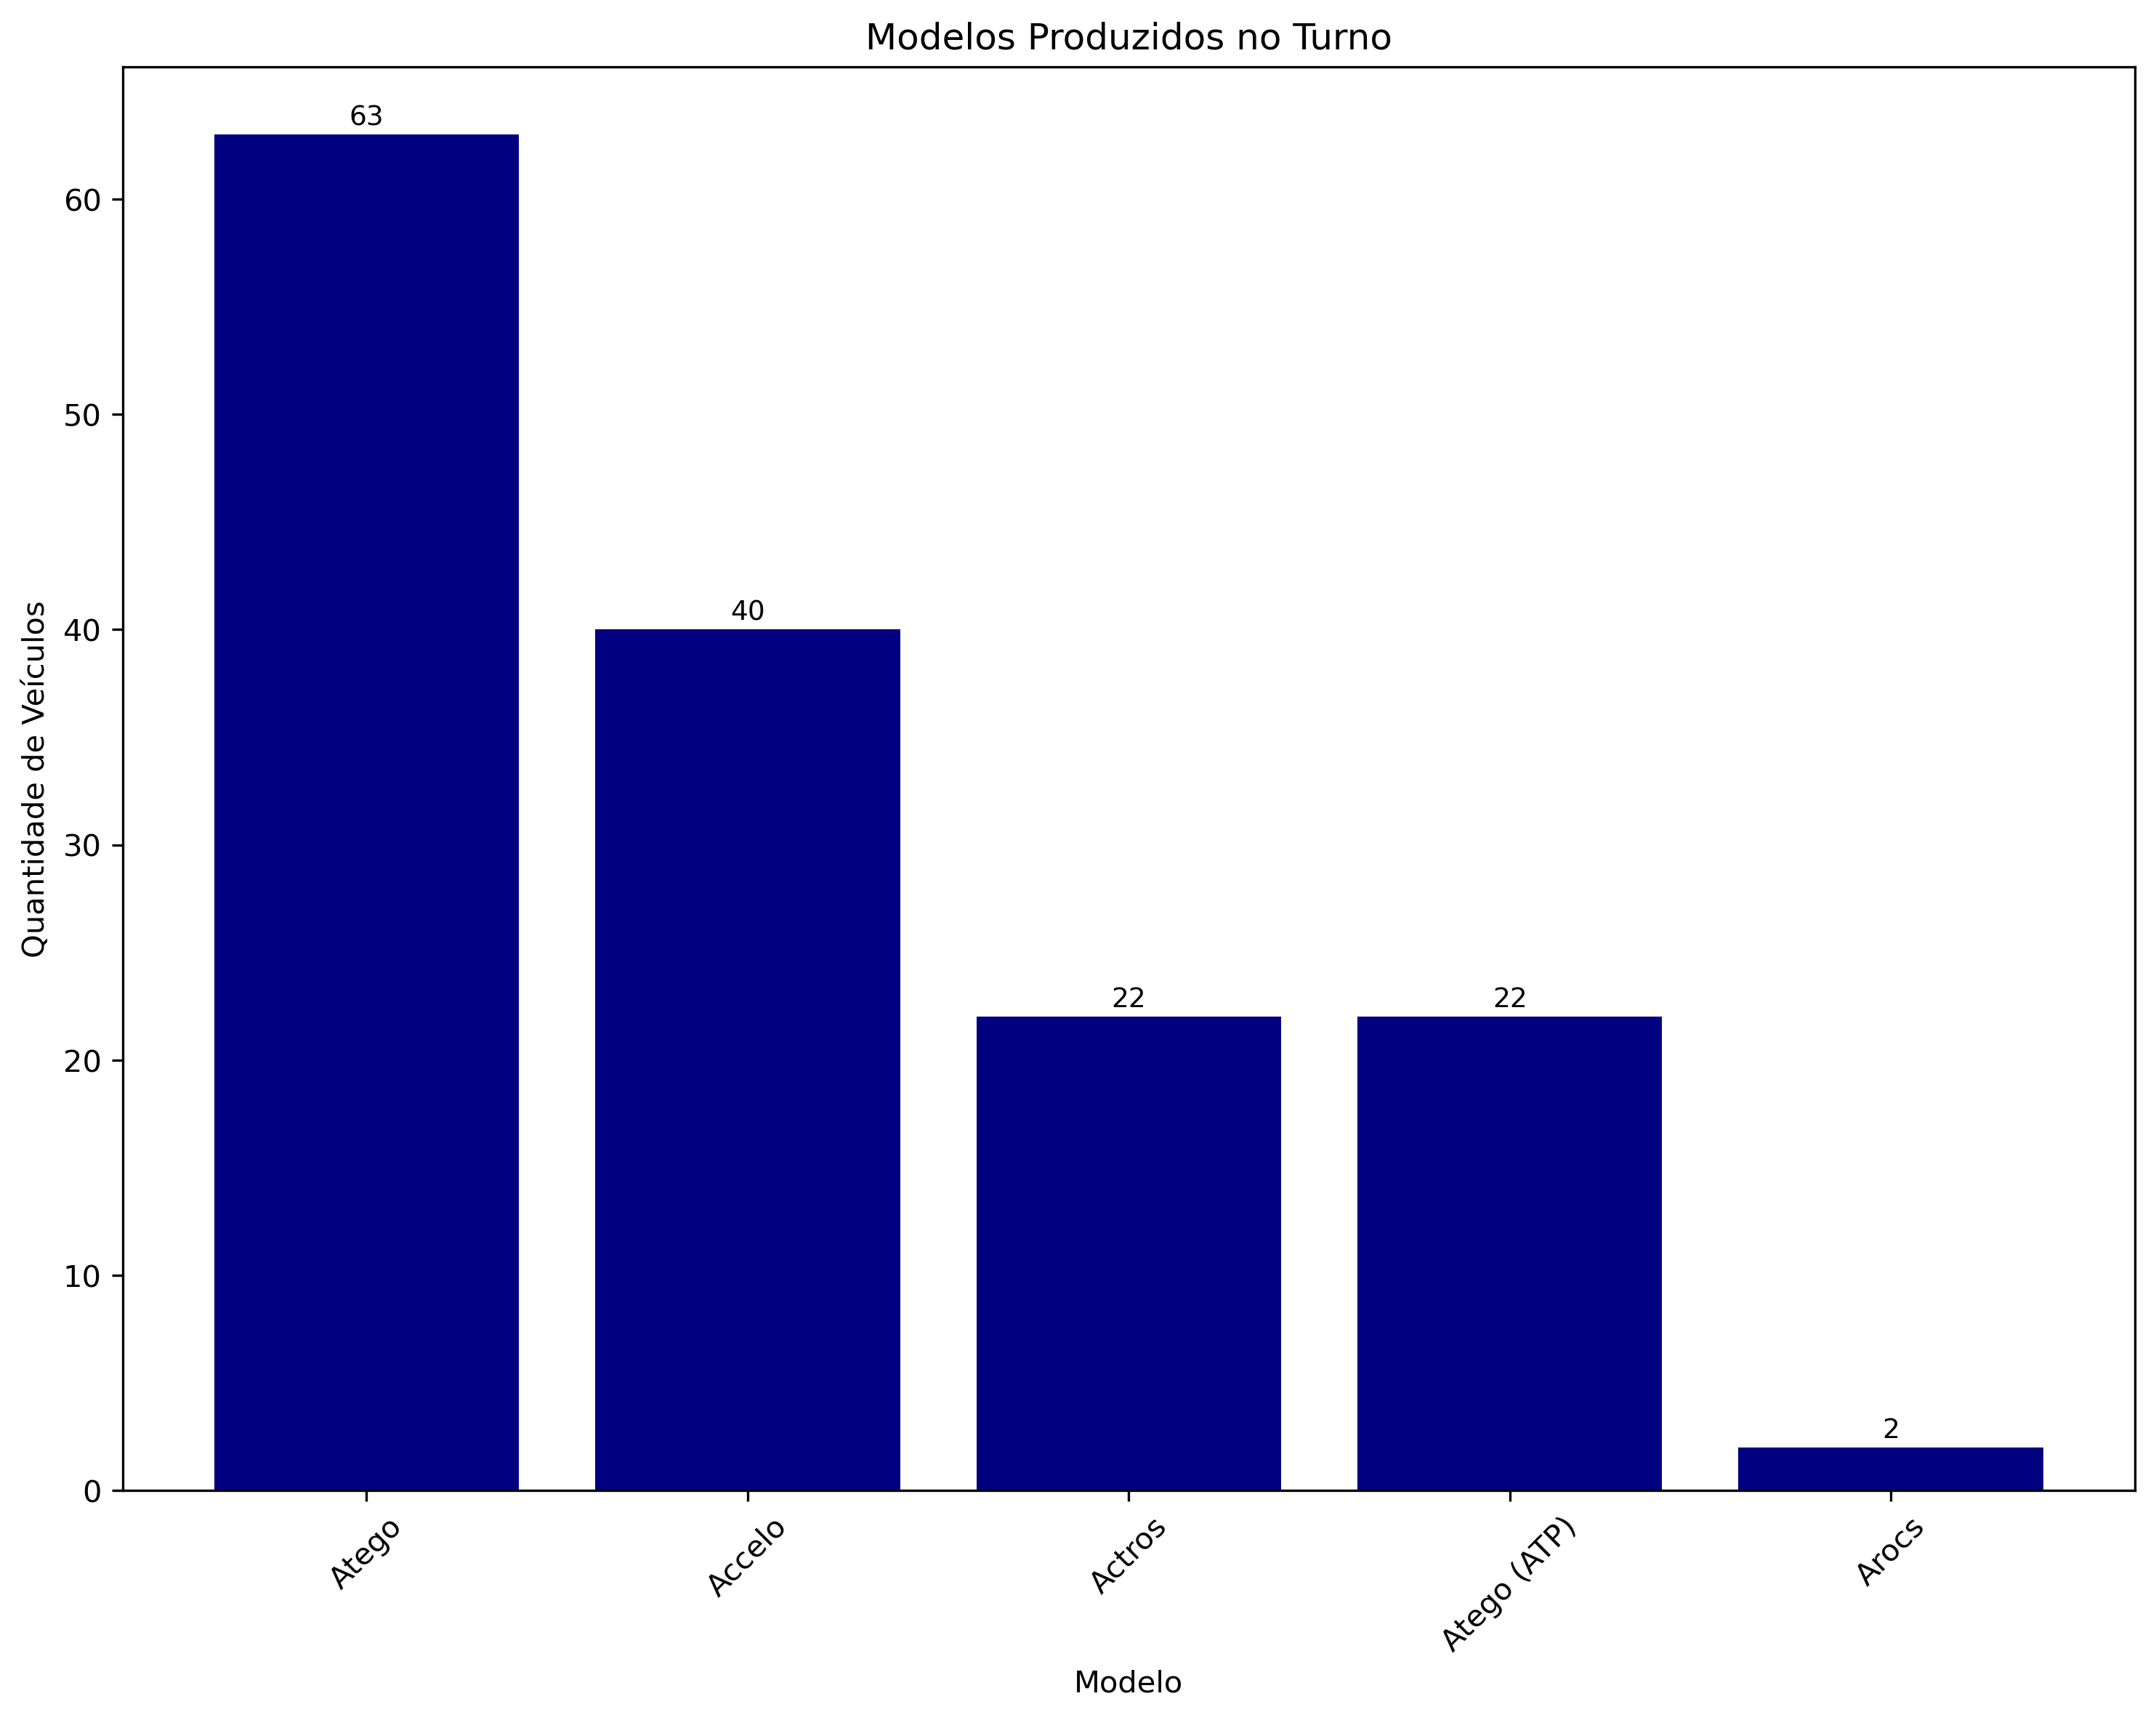 Modelos Produzidos no Turno
63
60
50
40
40
30
22
22
20
10
2
0
Quantidade de Veículos
Atego
Accelo
Actros
Atego (ATP)
Arocs
Modelo